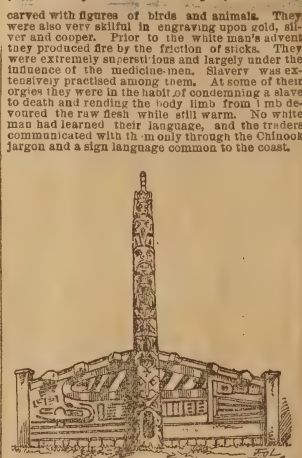 carved with figures of birds and animals. They
were also very skilful in engraving upon gold, sil-
ver and copper. Prior to the white man's advent
they produced fire by the friction of sticks. They
were extremely supersti ious and largely under the
influence of the medicine-men. Slavery was ex-
tensively practised among them. At some of their
orgies they were in the habit of condemning a slave
to death and rending the body limb from l mb de-
voured the raw flesh while still warm. No white
man had learned their language, and the traders
communicated with th m only through the Chinook
jargon and a sign language common to the coast.